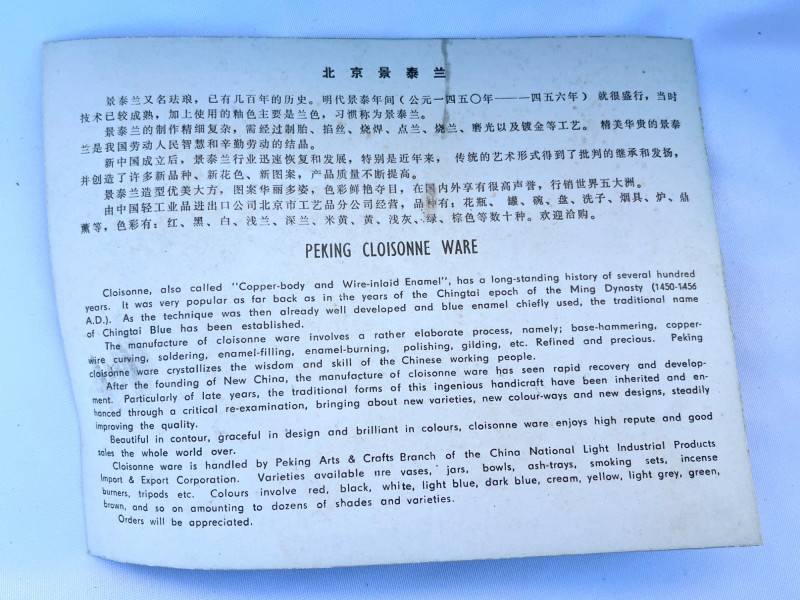 北京景泰兰
景泰兰又名珐琅，已有几百年的历史。明代景泰年间（公元一四五〇年——一四五六年）就很盛行，当时
技术已较成熟，加上使用的釉色主要是兰色，习惯称为景泰兰。
景泰兰的制作精细复杂，需经过制胎、掐丝、烧焊、点兰、烧兰、磨光以及镀金等工艺。精美华贵的景泰
兰是我国劳动人民智慧和辛勤劳动的结晶。
新中国成立后，景泰兰行业迅速恢复和发展，特别是近年来，传统的艺术形式得到了批判的继承和发扬，
并创造了许多新品种、新花色、新图案，产品质量不断提高。
景泰兰造型优美大方，图案华丽多姿，色彩鲜艳夺目，在国内外享有很高声誉，行销世界五大洲。
由中国轻工业品进出口公司北京市工艺品分公司经营，品种有：花瓶、罐、碗、盘、洗子、烟具、炉、鼎
薰等，色彩有：红、黑、白、浅兰、深兰、米黄、黄、浅灰、绿、棕色等数十种。欢迎洽购。
PEKING CLOISONNE WARE
Cloisonne, also called "Copper-body and Wire-inlaid Enamel", has a long-standing history of several hundred
years. It was very popular as far back as in the years of the Chingtai epoch of the Ming Dynasty (1450-1456
A.D.). As the technique was then already well developed and blue enamel chiefly used, the traditional name
of Chingtai Blue has been established.
The manufacture of cloisonne ware involves a rather elaborate process, namely; base-hammering, copper-
wire curving, soldering, enamel-filling, enamel-burning, polishing, gilding, etc. Refined and precious. Peking
cloisonne ware crystallizes the wisdom and skill of the Chinese working people.
After the founding of New China, the manufacture of cloisonne ware has seen rapid recovery and develop-
ment. Particularly of late years, the traditional forms of this ingenious handicraft have been inherited and en-
hanced through a critical re-examination, bringing about new varieties, new colour-ways and new designs, steadily
improving the quality.
Beautiful in contour, graceful in design and brilliant in colours, cloisonne ware enjoys high repute and good
sales the whole world over.
Cloisonne ware is handled by Peking Arts & Crafts Branch of the China National Light Industrial Products
Import & Export Corporation. Varieties available are vases, jars, bowls, ash-trays, smoking sets, incense
burners, tripods etc. Colours involve red, black, white, light blue, dark blue, cream, yellow, light grey, green,
brown, and so on amounting to dozens of shades and varieties.
Orders will be appreciated.